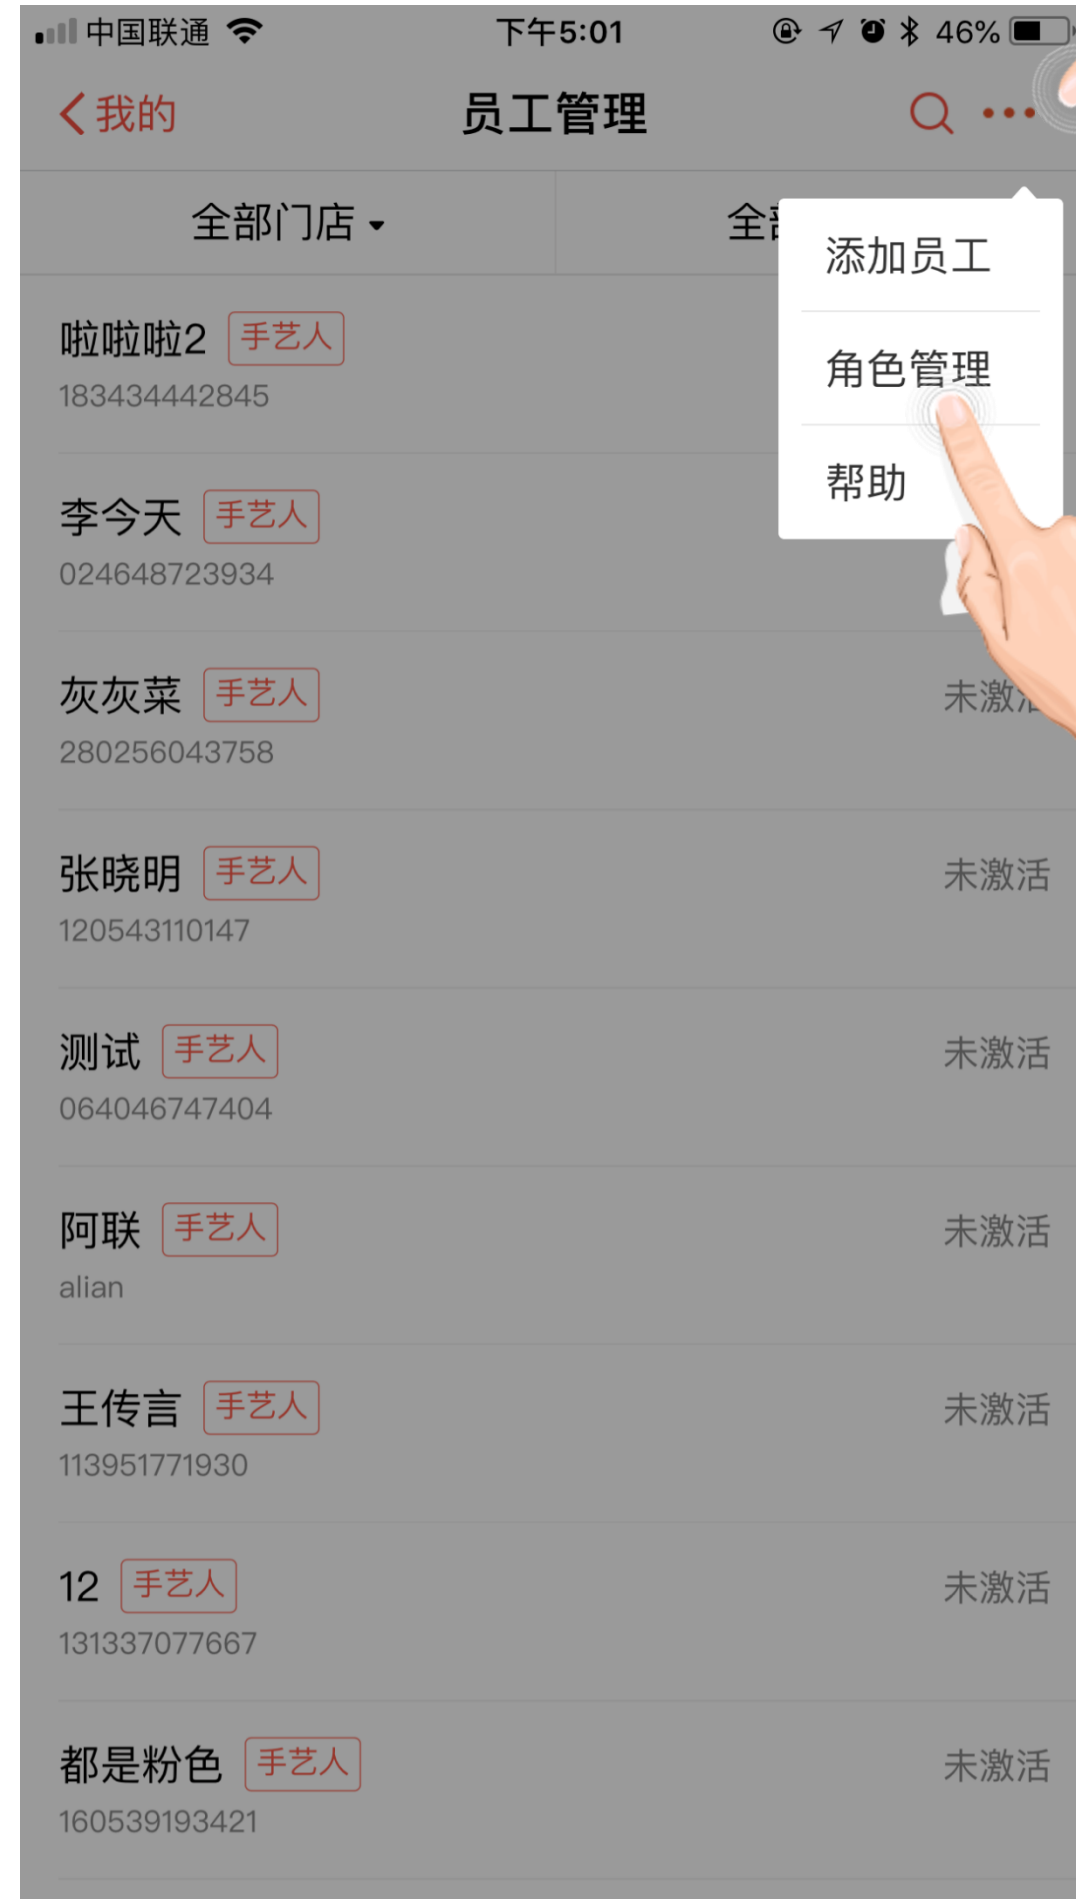 中国联通 下午5:01 46%
我的 员工管理
全部门店 全部
添加员工
角色管理
帮助
啦啦啦2 手艺人
183434442845
李今天 手艺人
024648723934
灰灰菜 手艺人 未激活
280256043758
张晓明 手艺人 未激活
120543110147
测试 手艺人 未激活
064046747404
阿联 手艺人 未激活
alian
王传言 手艺人 未激活
113951771930
12 手艺人 未激活
131337077667
都是粉色 手艺人 未激活
160539193421